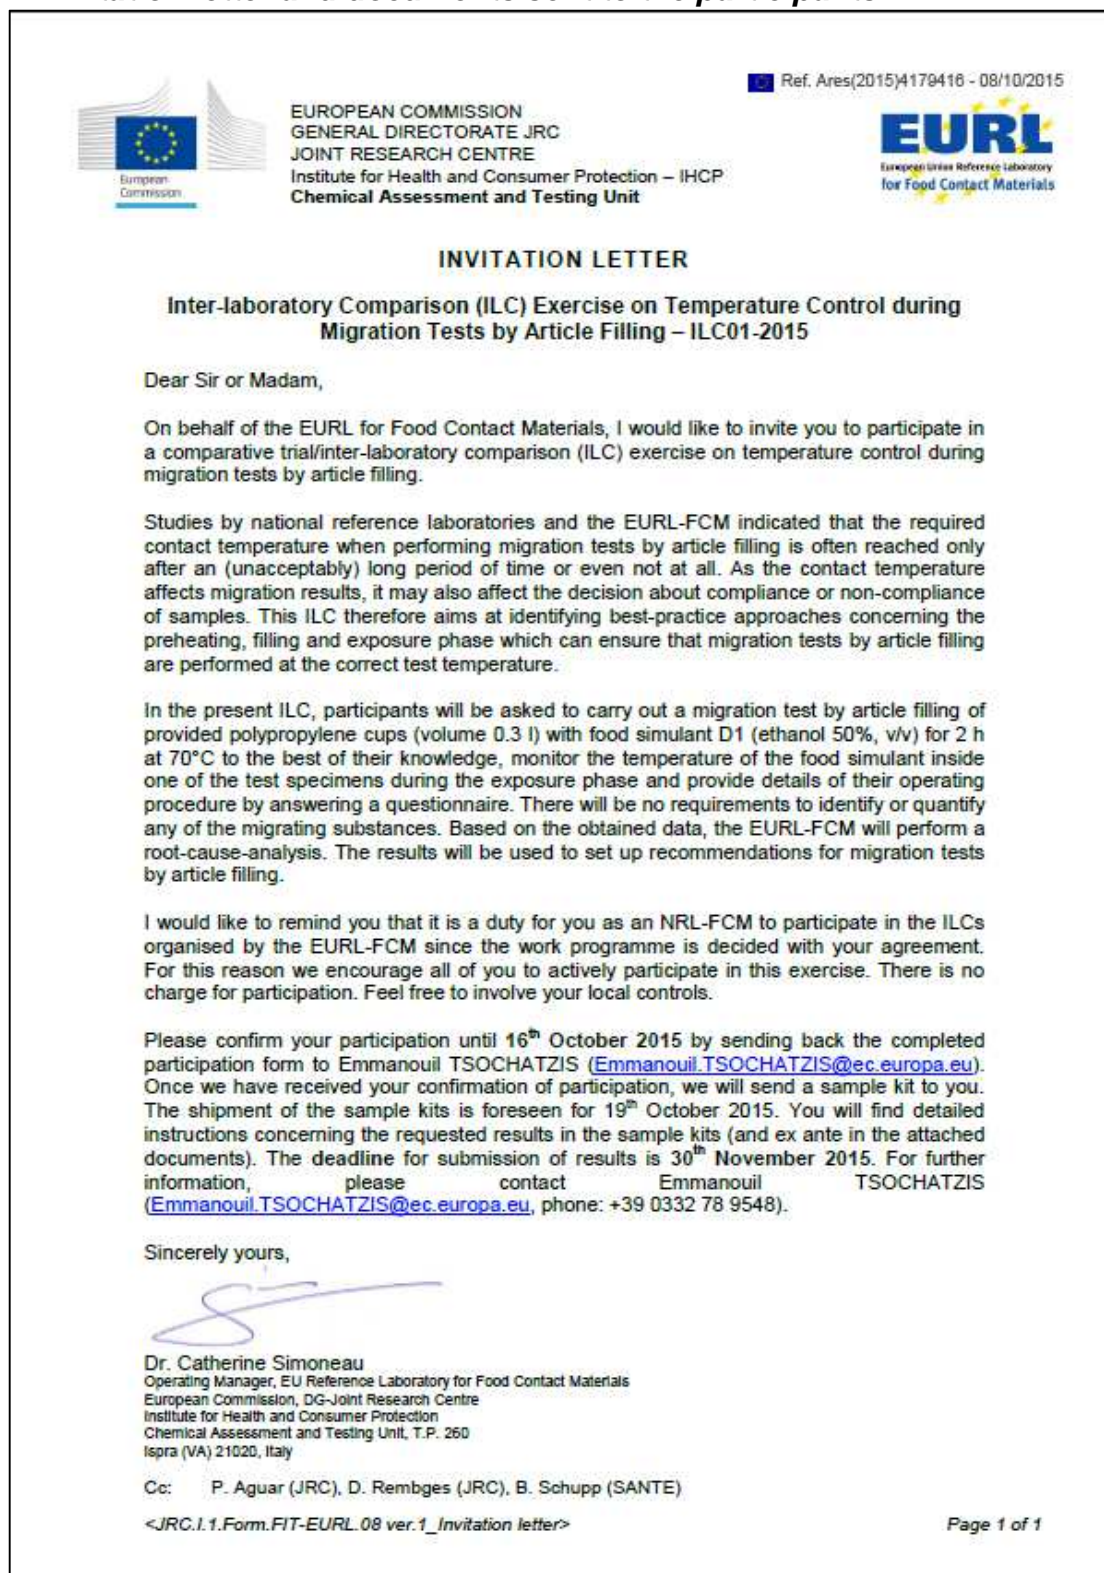 Ref. Ares(2015)4179416 - 08/10/2015
European
Commission
EUROPEAN COMMISSION
GENERAL DIRECTORATE JRC
JOINT RESEARCH CENTRE
Institute for Health and Consumer Protection – IHCP
Chemical Assessment and Testing Unit
EURL
European Union Reference Laboratory
for Food Contact Materials
INVITATION LETTER
Inter-laboratory Comparison (ILC) Exercise on Temperature Control during
Migration Tests by Article Filling – ILC01-2015
Dear Sir or Madam,
On behalf of the EURL for Food Contact Materials, I would like to invite you to participate in
a comparative trial/inter-laboratory comparison (ILC) exercise on temperature control during
migration tests by article filling.
Studies by national reference laboratories and the EURL-FCM indicated that the required
contact temperature when performing migration tests by article filling is often reached only
after an (unacceptably) long period of time or even not at all. As the contact temperature
affects migration results, it may also affect the decision about compliance or non-compliance
of samples. This ILC therefore aims at identifying best-practice approaches concerning the
preheating, filling and exposure phase which can ensure that migration tests by article filling
are performed at the correct test temperature.
In the present ILC, participants will be asked to carry out a migration test by article filling of
provided polypropylene cups (volume 0.3 l) with food simulant D1 (ethanol 50%, v/v) for 2 h
at 70°C to the best of their knowledge, monitor the temperature of the food simulant inside
one of the test specimens during the exposure phase and provide details of their operating
procedure by answering a questionnaire. There will be no requirements to identify or quantify
any of the migrating substances. Based on the obtained data, the EURL-FCM will perform a
root-cause-analysis. The results will be used to set up recommendations for migration tests
by article filling.
I would like to remind you that it is a duty for you as an NRL-FCM to participate in the ILCs
organised by the EURL-FCM since the work programme is decided with your agreement.
For this reason we encourage all of you to actively participate in this exercise. There is no
charge for participation. Feel free to involve your local controls.
Please confirm your participation until 16th October 2015 by sending back the completed
participation form to Emmanouil TSOCHATZIS (Emmanouil.TSOCHATZIS@ec.europa.eu).
Once we have received your confirmation of participation, we will send a sample kit to you.
The shipment of the sample kits is foreseen for 19th October 2015. You will find detailed
instructions concerning the requested results in the sample kits (and ex ante in the attached
documents). The deadline for submission of results is 30th November 2015. For further
information, please contact Emmanouil TSOCHATZIS
(Emmanouil.TSOCHATZIS@ec.europa.eu, phone: +39 0332 78 9548).
Sincerely yours,
Dr. Catherine Simoneau
Operating Manager, EU Reference Laboratory for Food Contact Materials
European Commission, DG-Joint Research Centre
Institute for Health and Consumer Protection
Chemical Assessment and Testing Unit, T.P. 260
Ispra (VA) 21020, Italy
Cc: P. Aguar (JRC), D. Rembges (JRC), B. Schupp (SANTE)
<JRC.I.1.Form.FIT-EURL.08 ver.1_Invitation letter> Page 1 of 1